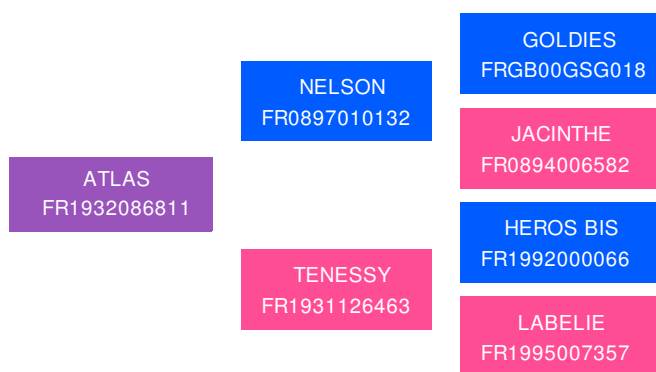 GOLDIES
FRGB00GSG018
NELSON
FR0897010132
JACINTHE
FR0894006582
ATLAS
FR1932086811
HEROS BIS
FR1992000066
TENESSY
FR1931126463
LABELIE
FR1995007357